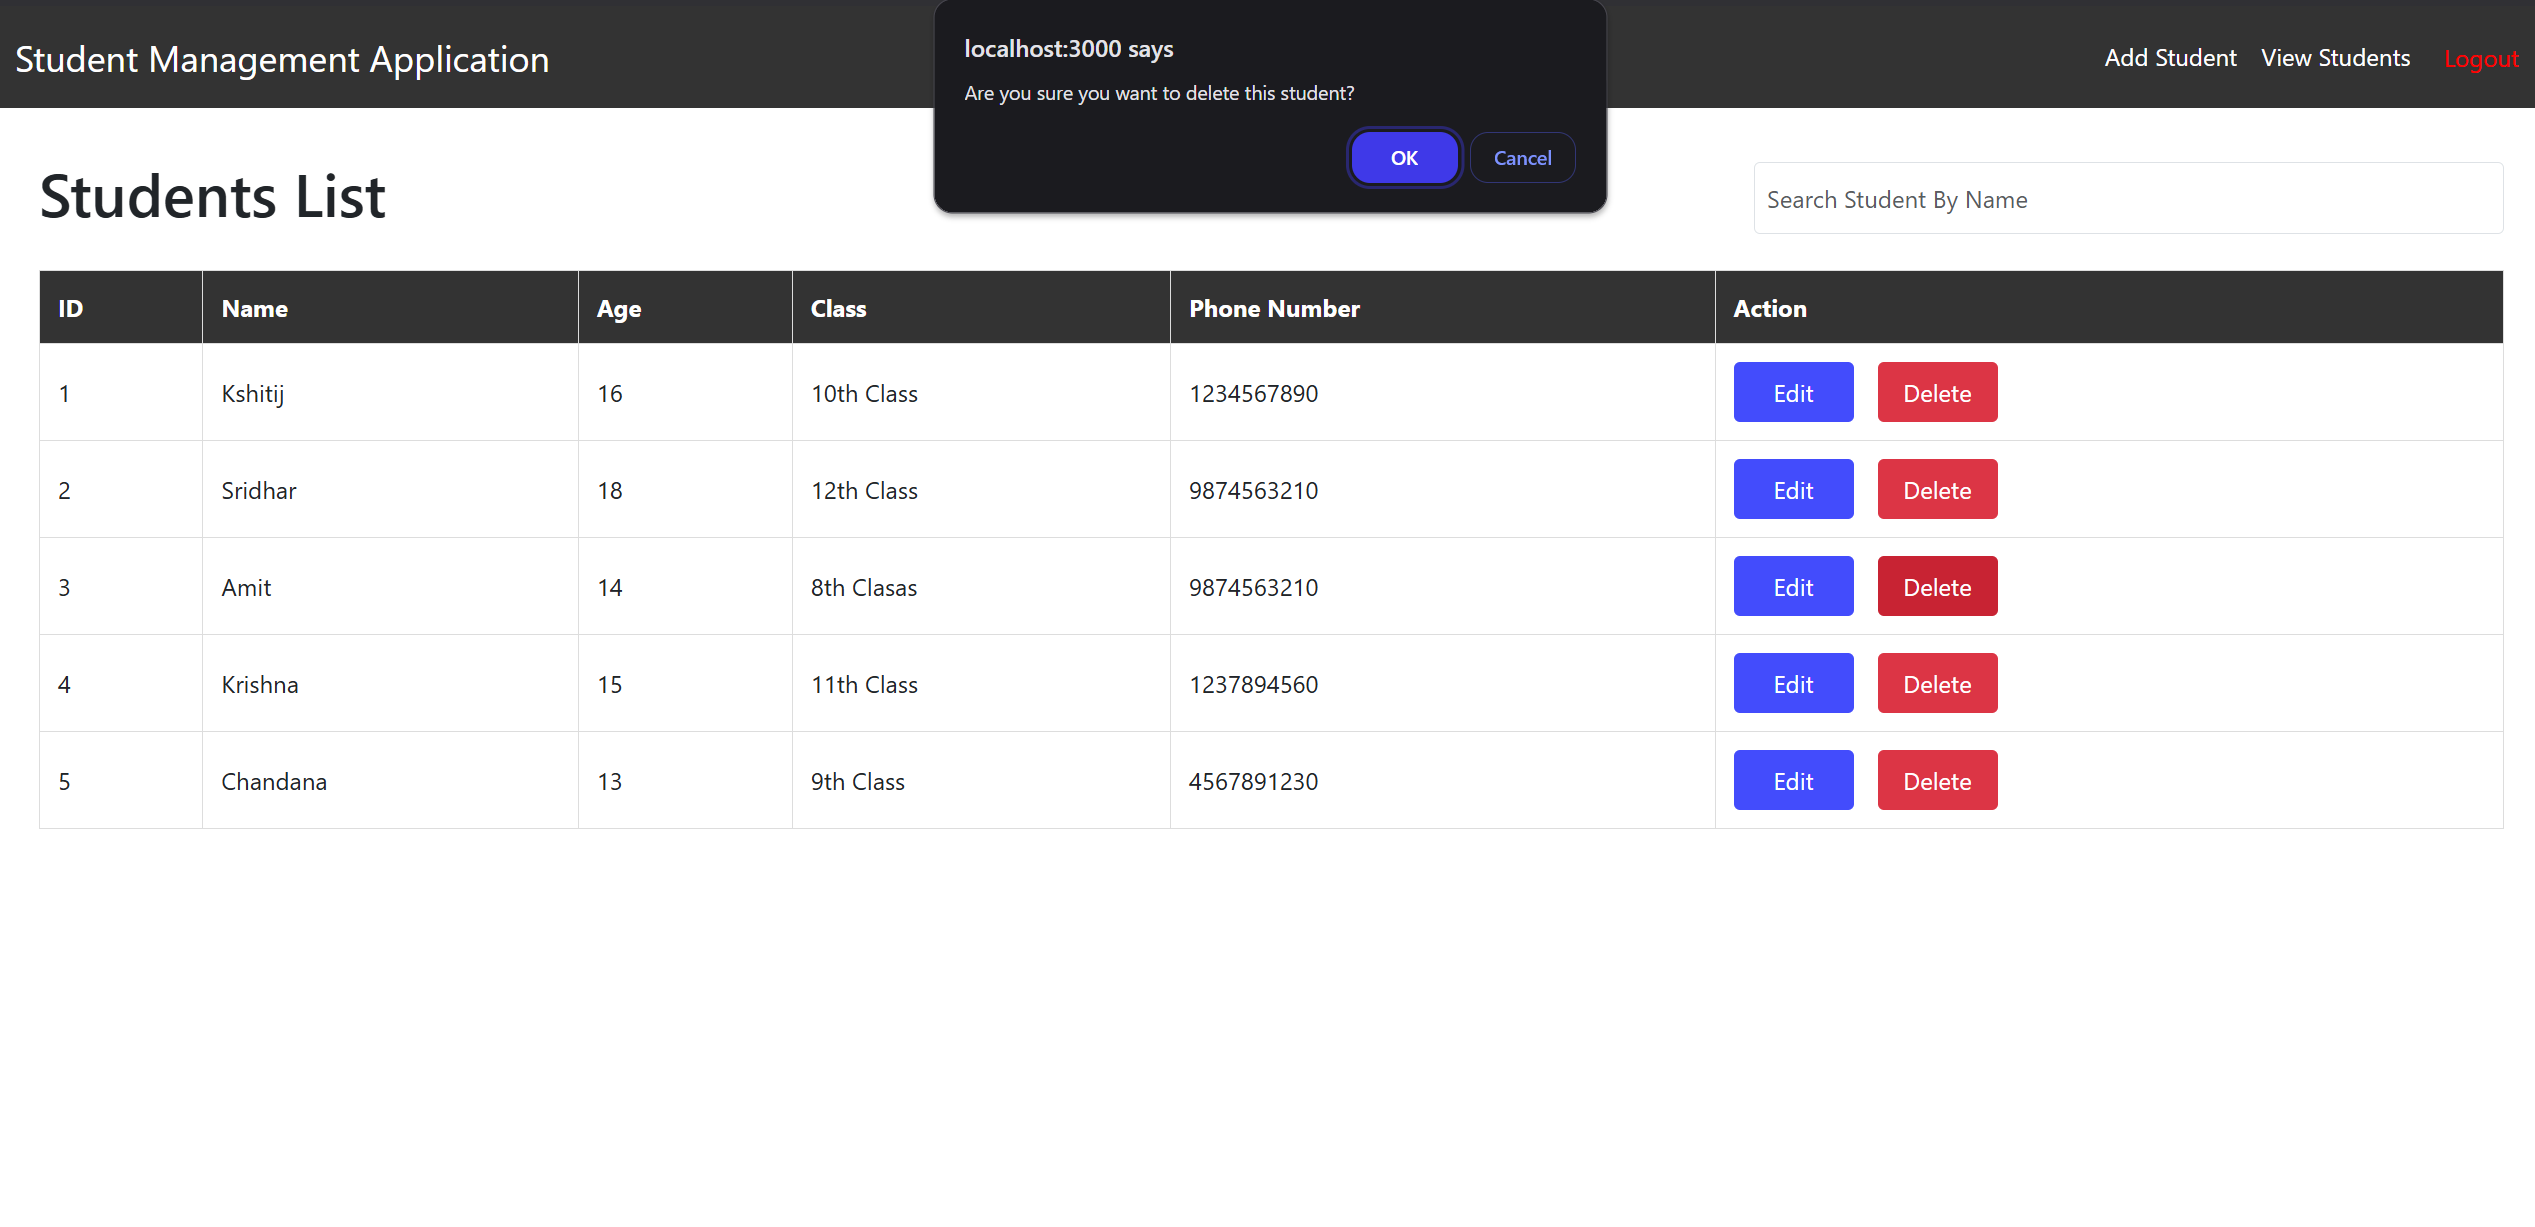 Student Management Application
Add Student View Students Logout
localhost:3000 says
Are you sure you want to delete this student?
OK Cancel
Students List
Search Student By Name
ID Name Age Class Phone Number Action
1 Kshitij 16 10th Class 1234567890 Edit Delete
2 Sridhar 18 12th Class 9874563210 Edit Delete
3 Amit 14 8th Clasas 9874563210 Edit Delete
4 Krishna 15 11th Class 1237894560 Edit Delete
5 Chandana 13 9th Class 4567891230 Edit Delete